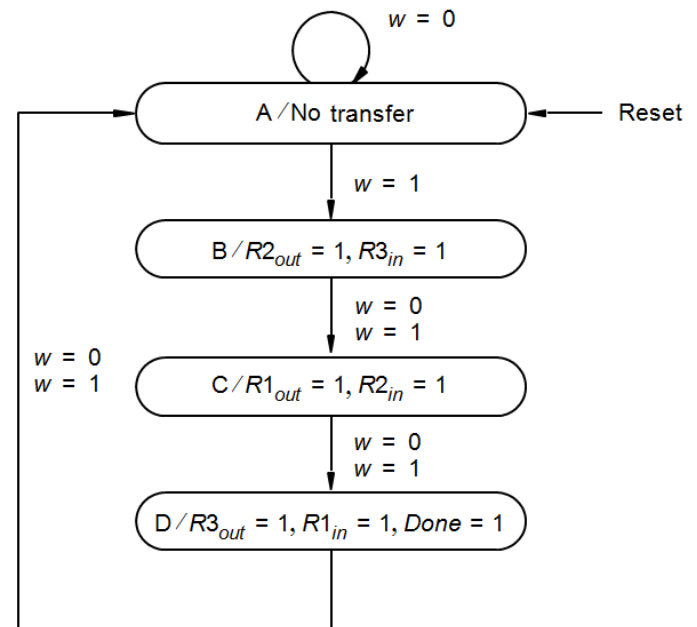 w = 0
A/No transfer
Reset
w = 1
B/R2out = 1, R3in = 1
w = 0
w = 1
w = 0
w = 1
C/R1out = 1, R2in = 1
w = 0
w = 1
D/R3out = 1, R1in = 1, Done = 1